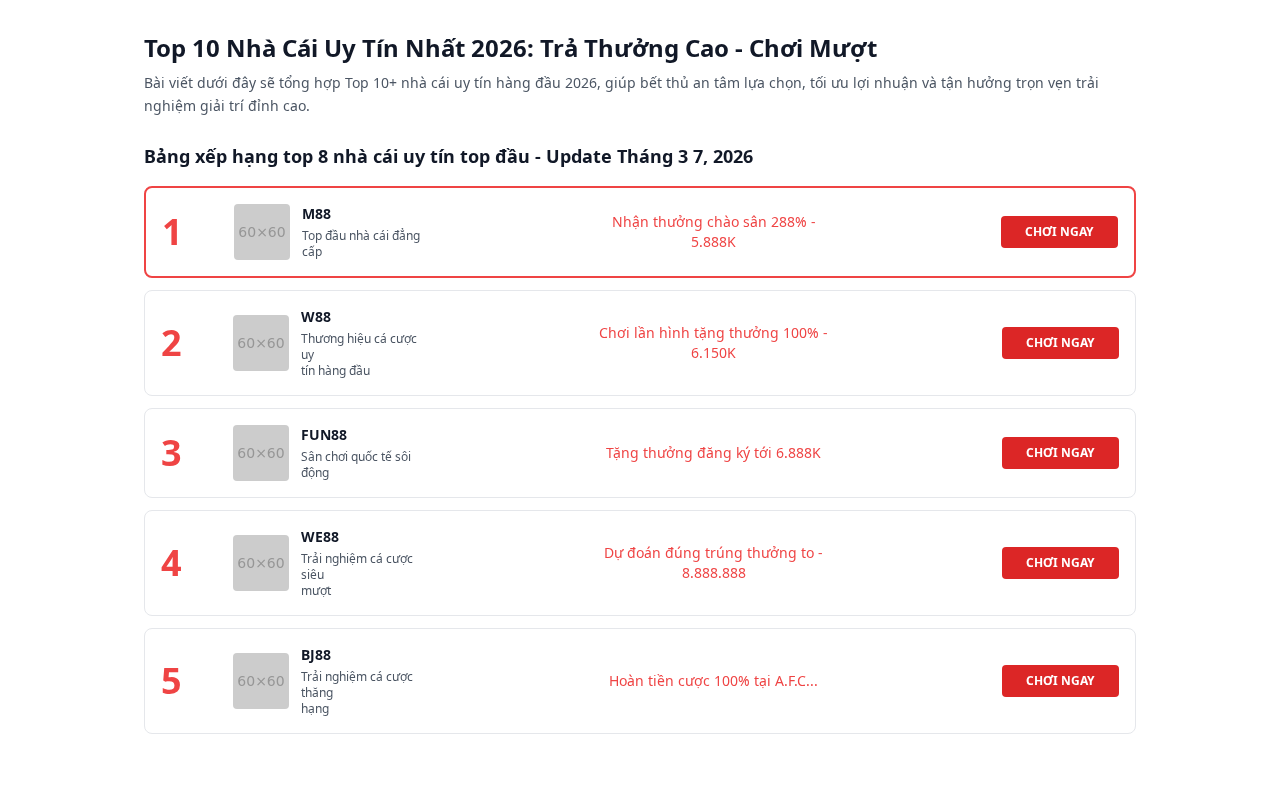 Top 10 Nhà Cái Uy Tín Nhất 2026: Trả Thưởng Cao - Chơi Mượt
Bài viết dưới đây sẽ tổng hợp Top 10+ nhà cái uy tín hàng đầu 2026, giúp bết thủ an tâm lựa chọn, tối ưu lợi nhuận và tận hưởng trọn vẹn trải
nghiệm giải trí đỉnh cao.
Bảng xếp hạng top 8 nhà cái uy tín top đầu - Update Tháng 3 7, 2026
1
60×60
M88
Top đầu nhà cái đẳng
cấp
Nhận thưởng chào sân 288% -
5.888K
CHƠI NGAY
2
60×60
W88
Thương hiệu cá cược
uy
tín hàng đầu
Chơi lần hình tặng thưởng 100% -
6.150K
CHƠI NGAY
3
60×60
FUN88
Sân chơi quốc tế sôi
động
Tặng thưởng đăng ký tới 6.888K
CHƠI NGAY
4
60×60
WE88
Trải nghiệm cá cược
siêu
mượt
Dự đoán đúng trúng thưởng to -
8.888.888
CHƠI NGAY
5
60×60
BJ88
Trải nghiệm cá cược
thăng
hạng
Hoàn tiền cược 100% tại A.F.C...
CHƠI NGAY